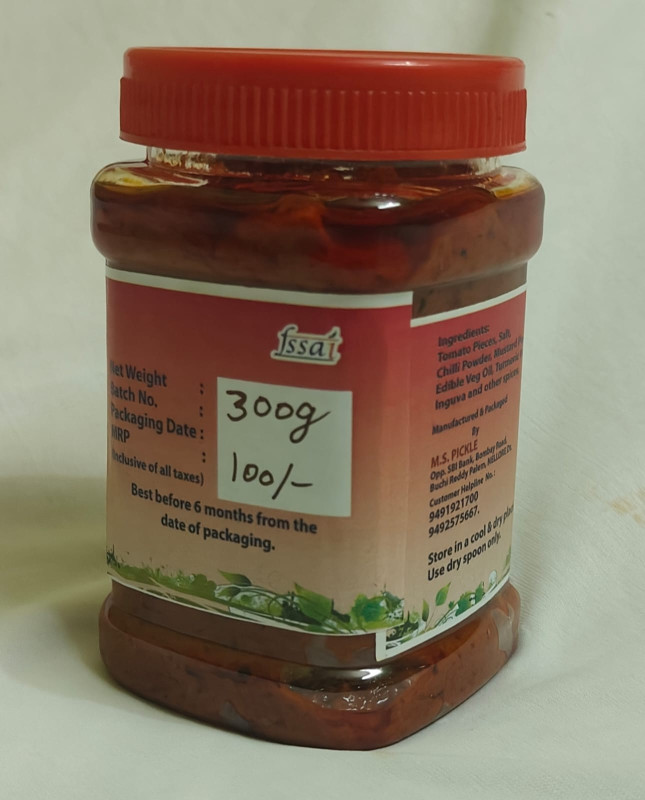 fssai
Net Weight :
Batch No. :
Packaging Date :
MRP :
(Inclusive of all taxes)
300g
100/-
Best before 6 months from the
date of packaging.
Ingredients:
Tomato Pieces, Salt,
Chilli Powder, Mustard
Edible Veg Oil, Turmeric
Inguva and other spices
Manufactured & Packaged
By
M.S. PICKLE
Opp. SBI Bank, Bombay Road,
Buchi Reddy Palem, NELLORE Dt.
Customer Helpline No.:
9491921700
9492575667.
Store in a cool & dry place
Use dry spoon only.